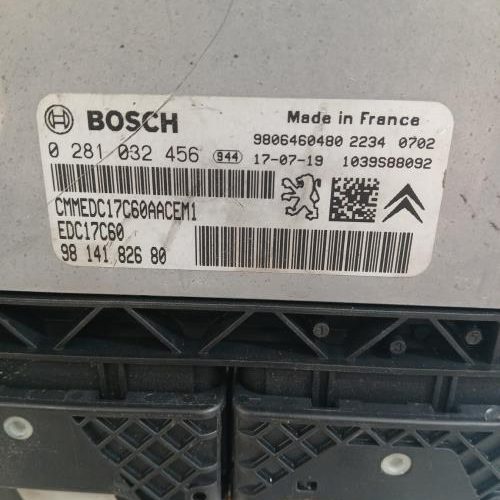 BOSCH
Made in France
9806460480 2234 0702
0 281 032 456 944 17-07-19 1039S88092
CMMEDC17C60AACEM1
EDC17C60
98 141 826 80